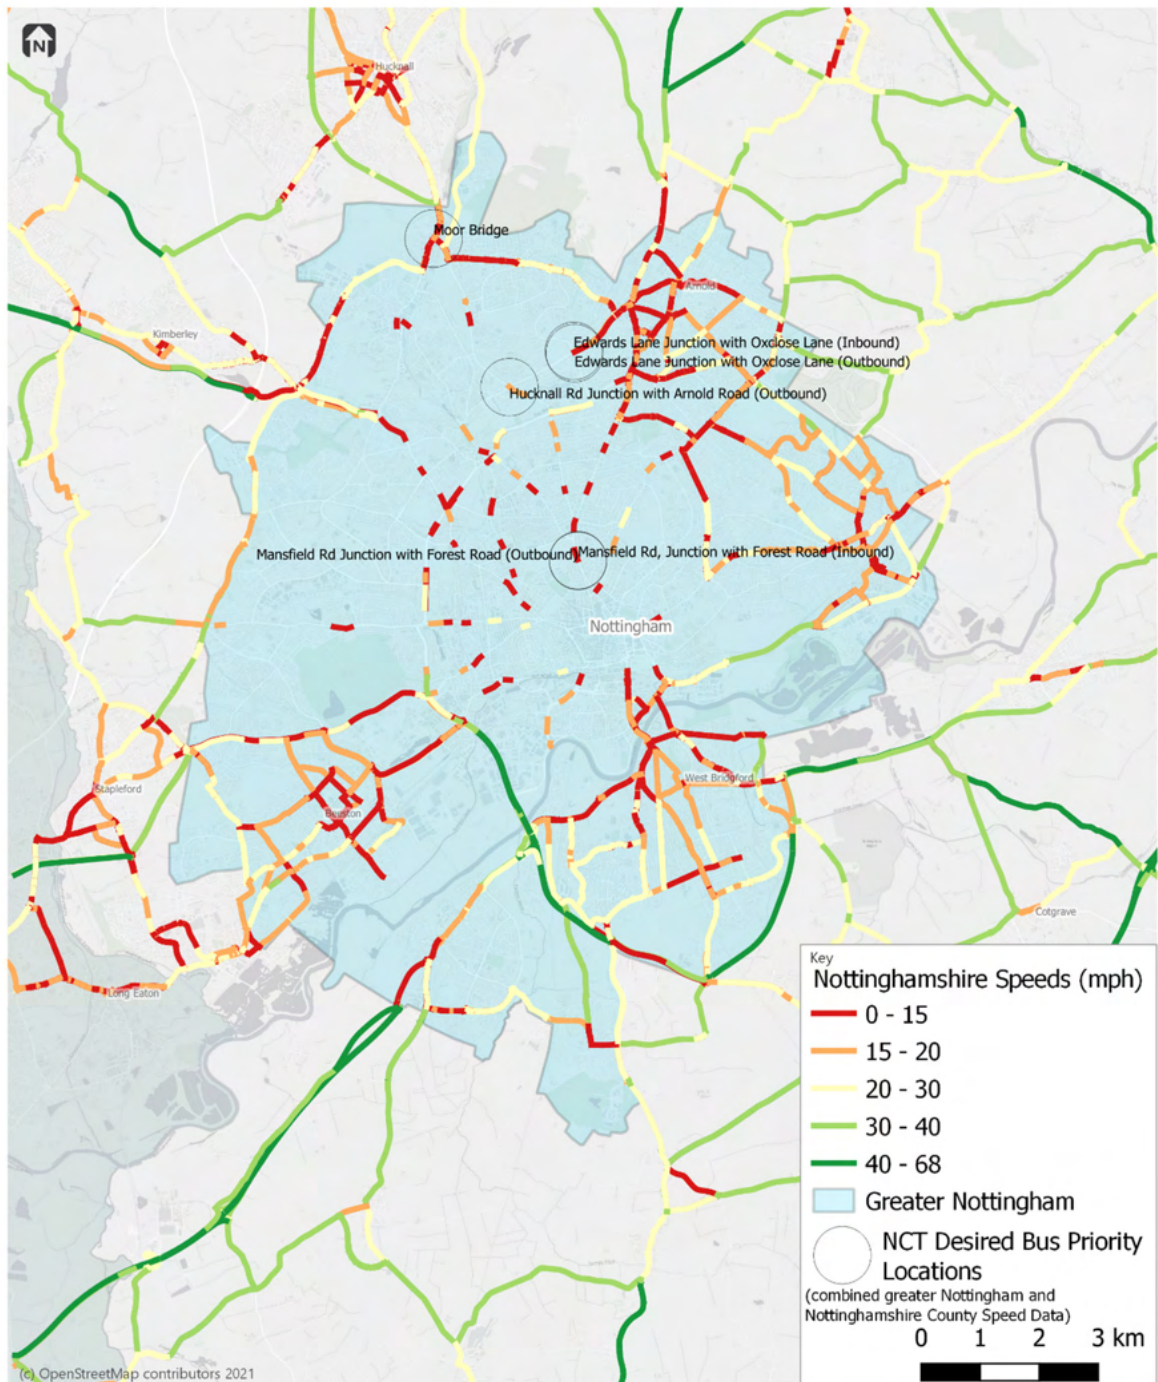 N
Hucknall
Moor Bridge
Arnold
Kimberley
Edwards Lane Junction with Oxclose Lane (Inbound)
Edwards Lane Junction with Oxclose Lane (Outbound)
Hucknall Rd Junction with Arnold Road (Outbound)
Mansfield Rd Junction with Forest Road (Outbound)
Mansfield Rd, Junction with Forest Road (Inbound)
Nottingham
West Bridgford
Stapleford
Beeston
Cotgrave
Long Eaton
Key
Nottinghamshire Speeds (mph)
0 - 15
15 - 20
20 - 30
30 - 40
40 - 68
Greater Nottingham
NCT Desired Bus Priority
Locations
(combined greater Nottingham and
Nottinghamshire County Speed Data)
0 1 2 3 km
(c) OpenStreetMap contributors 2021